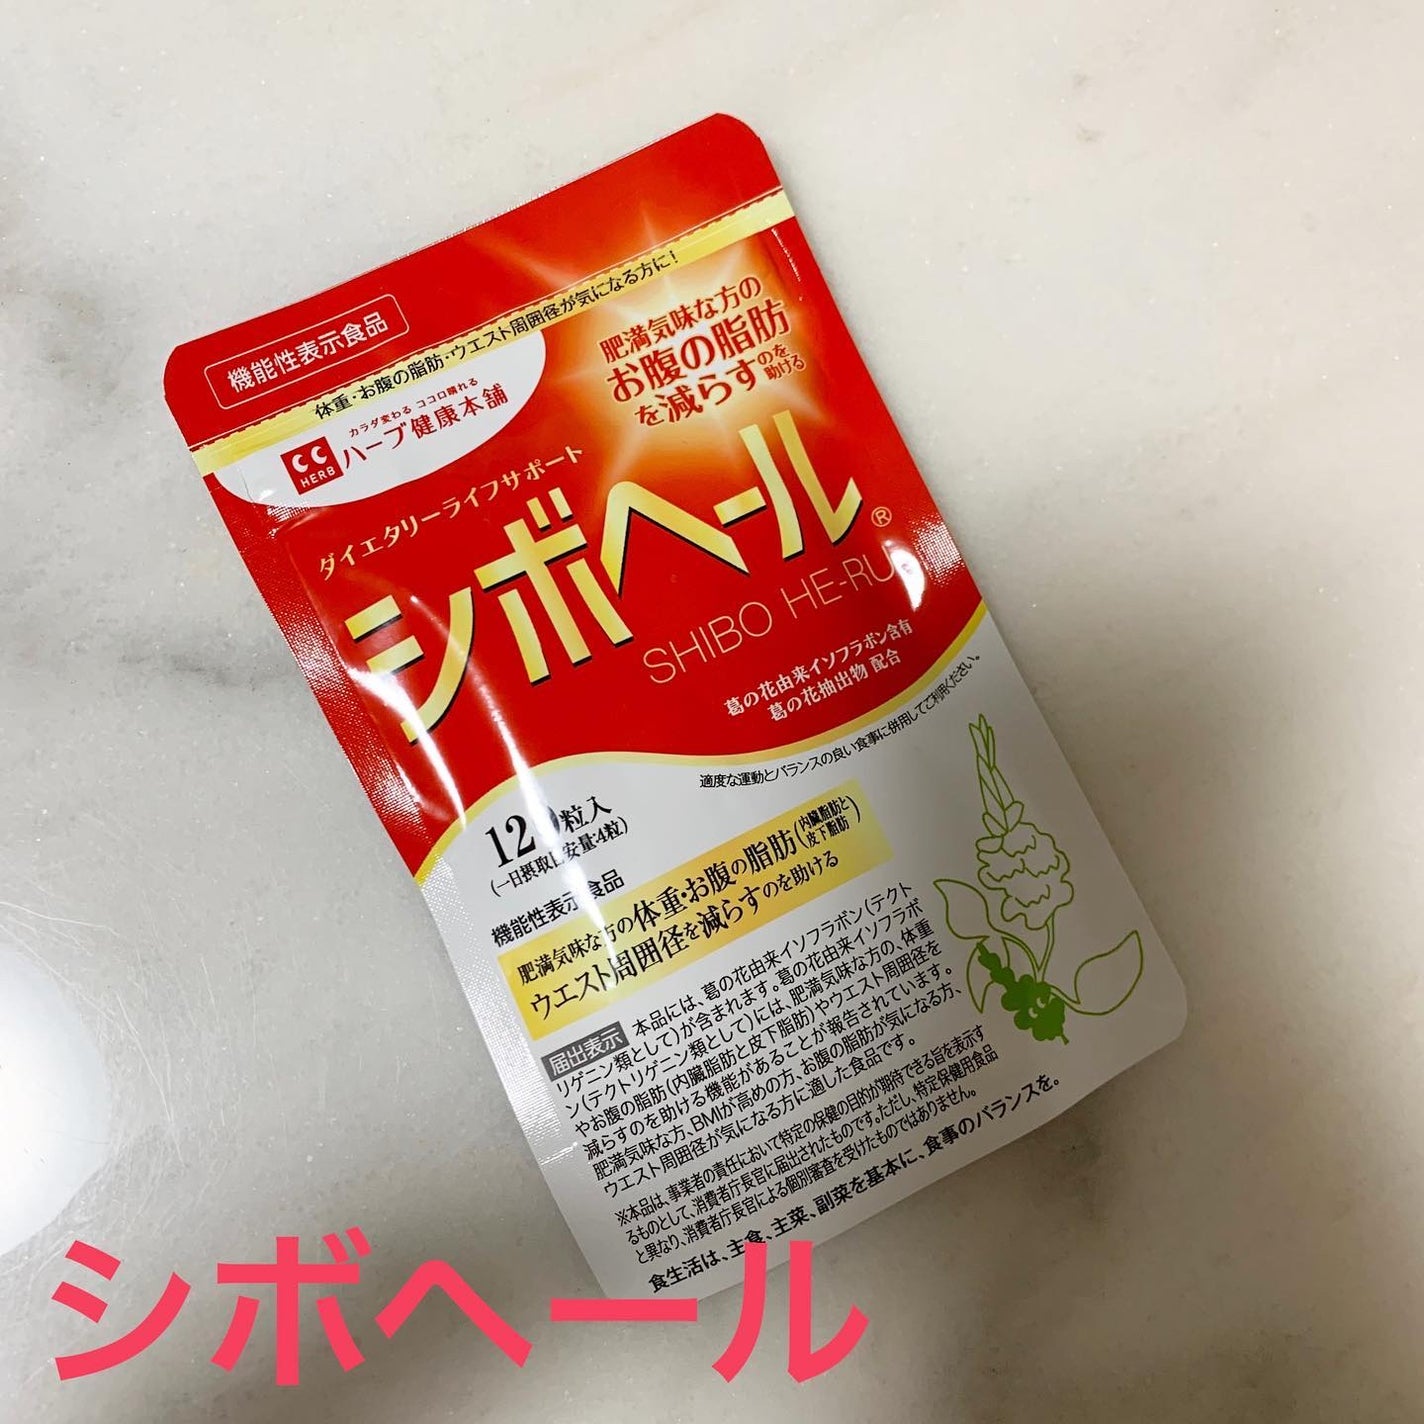 機能性表示食品
体重・お腹の脂肪・ウエスト周囲径が気になる方に!
カラダ変わる ココロ晴れる
CC
HERB
ハーブ健康本舗
肥満気味な方の
お腹の脂肪
を減らすのを助ける
ダイエタリーライフサポート
シボヘール®
SHIBO HE-RU
葛の花由来イソフラボン含有
葛の花抽出物 配合
適度な運動とバランスの良い食事に併用してご利用ください。
粒入
(一日摂取目安量:4粒)
機能性表示食品
肥満気味な方の体重・お腹の脂肪(内臓脂肪と皮下脂肪)や
ウエスト周囲径を減らすのを助ける
届出表示 本品には、葛の花由来イソフラボン(テクト
リゲニン類として)が含まれます。葛の花由来イソフラボ
ン(テクトリゲニン類として)には、肥満気味な方の、体重
やお腹の脂肪(内臓脂肪と皮下脂肪)やウエスト周囲径を
減らすのを助ける機能があることが報告されています。
肥満気味な方、BMIが高めの方、お腹の脂肪が気になる方、
ウエスト周囲径が気になる方に適した食品です。
※本品は、事業者の責任において特定の保健の目的が期待できる旨を表示す
るものとして、消費者庁長官に届出されたものです。ただし、特定保健用食品
と異なり、消費者庁長官による個別審査を受けたものではありません。
食生活は、主食、主菜、副菜を基本に、食事のバランスを。
シボヘール